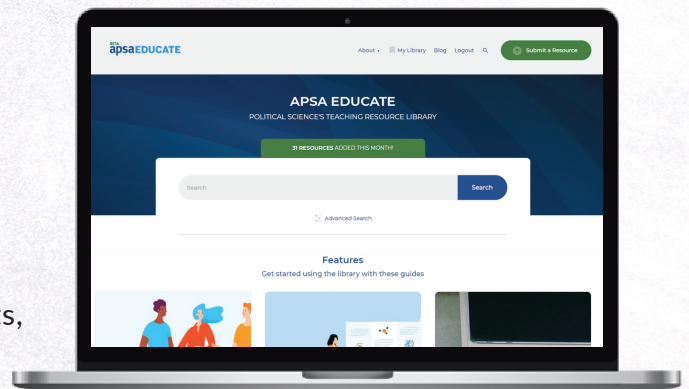 BETA
apsaEDUCATE
About
My Library
Blog
Logout
Submit a Resource
APSA EDUCATE
POLITICAL SCIENCE'S TEACHING RESOURCE LIBRARY
31 RESOURCES ADDED THIS MONTH!
Search
Search
Advanced Search
Features
Get started using the library with these guides
s,